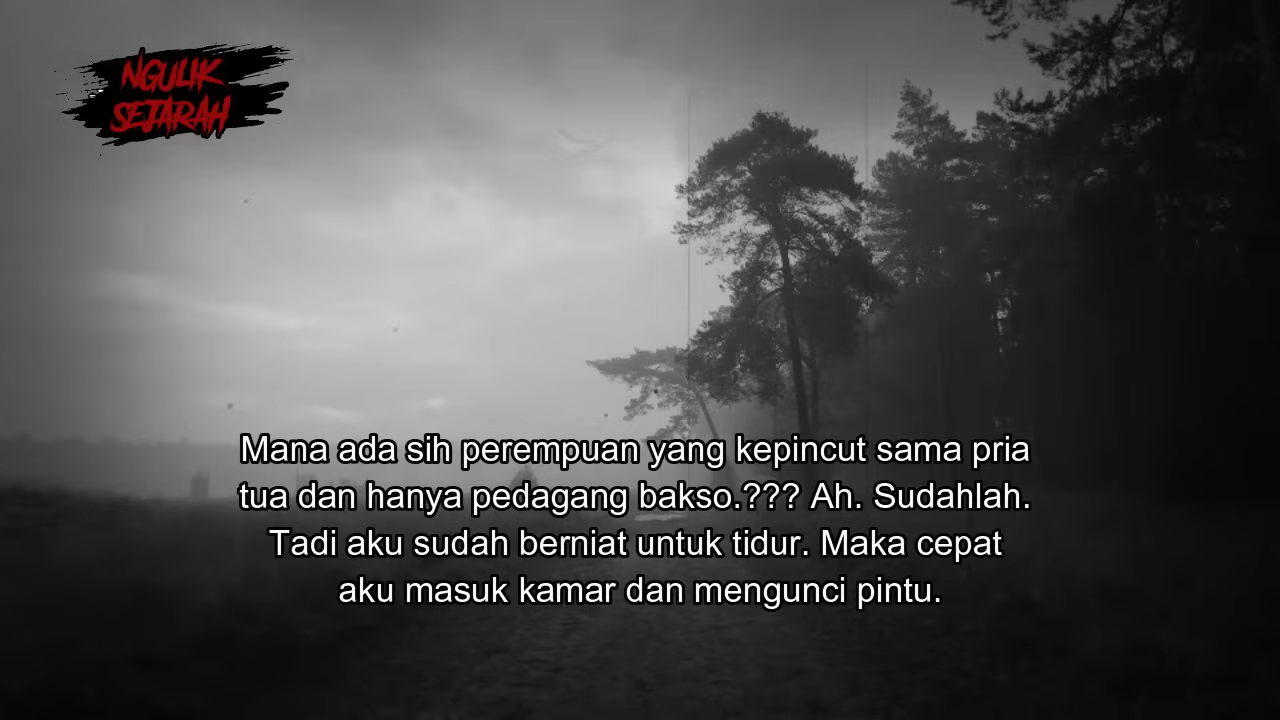 NGULIK
SEJARAH
Mana ada sih perempuan yang kepincut sama pria
tua dan hanya pedagang bakso.??? Ah. Sudahlah.
Tadi aku sudah berniat untuk tidur. Maka cepat
aku masuk kamar dan mengunci pintu.